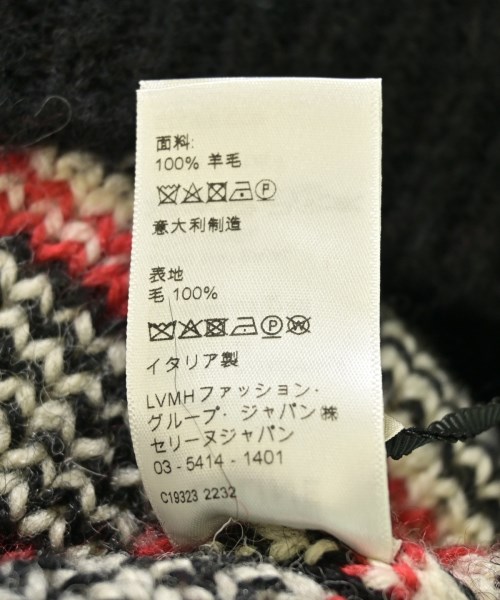 面料:
100% 羊毛
P
意大利制造
表地
毛 100%
P W
イタリア製
LVMHファッション・
グループ・ジャパン㈱
セリーヌジャパン
03 - 5414 - 1401
C19323 2232